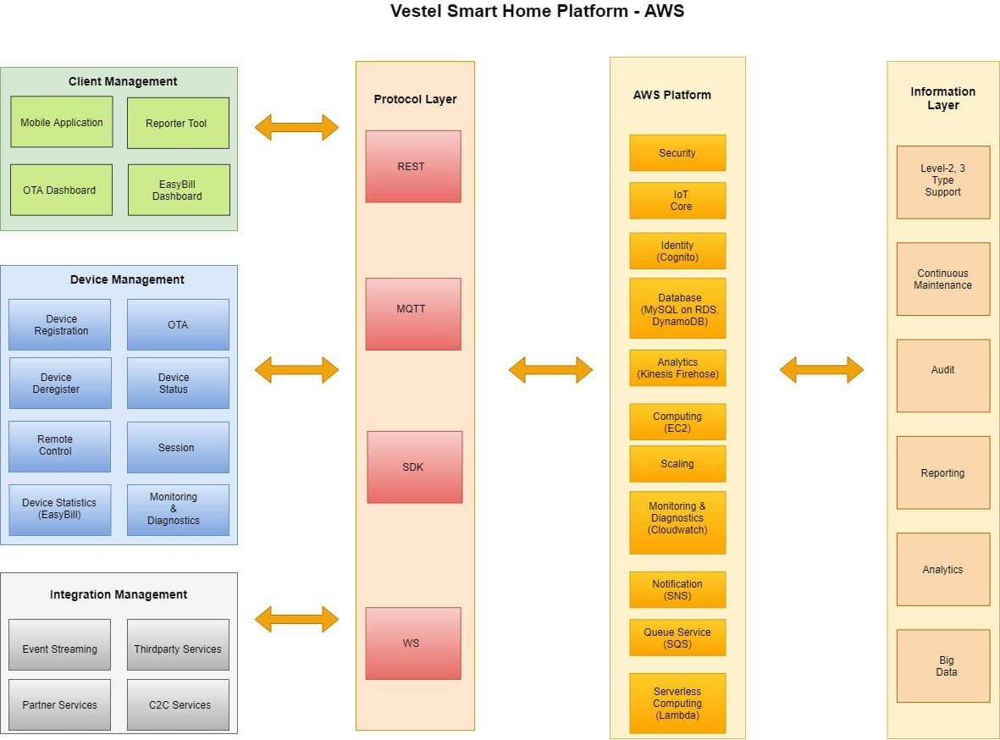 Vestel Smart Home Platform - AWS
Client Management
Mobile Application
Reporter Tool
OTA Dashboard
EasyBill
Dashboard
Device Management
Device
Registration
OTA
Device
Deregister
Device
Status
Remote
Control
Session
Device Statistics
(EasyBill)
Monitoring
&
Diagnostics
Integration Management
Event Streaming
Thirdparty Services
Partner Services
C2C Services
Protocol Layer
REST
MQTT
SDK
WS
AWS Platform
Security
IoT
Core
Identity
(Cognito)
Database
(MySQL on RDS,
DynamoDB)
Analytics
(Kinesis Firehose)
Computing
(EC2)
Scaling
Monitoring &
Diagnostics
(Cloudwatch)
Notification
(SNS)
Queue Service
(SQS)
Serverless
Computing
(Lambda)
Information
Layer
Level-2, 3
Type
Support
Continuous
Maintenance
Audit
Reporting
Analytics
Big
Data